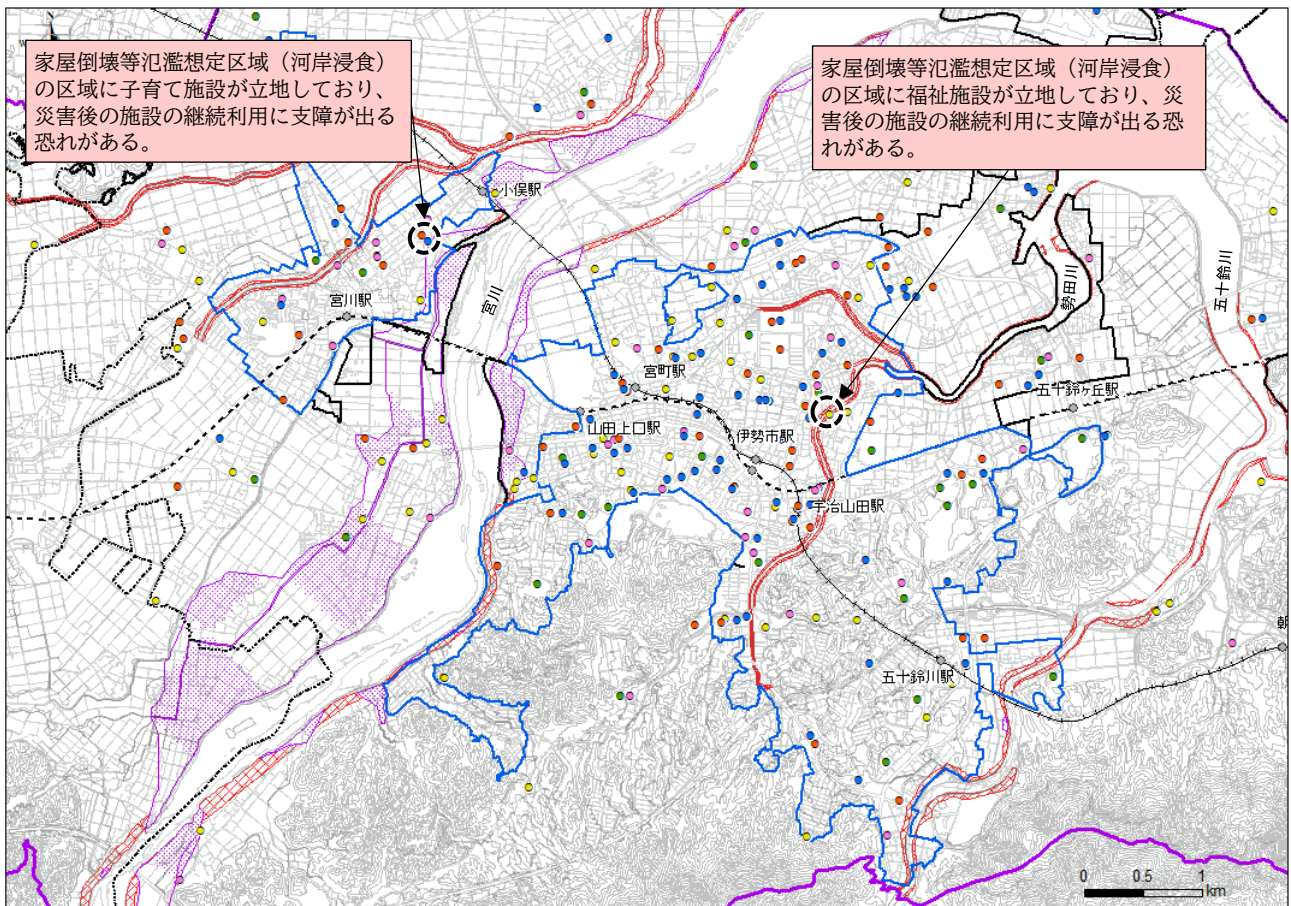 家屋倒壊等氾濫想定区域（河岸浸食）
の区域に子育て施設が立地しており、
災害後の施設の継続利用に支障が出る
恐れがある。
家屋倒壊等氾濫想定区域（河岸浸食）
の区域に福祉施設が立地しており、災
害後の施設の継続利用に支障が出る恐
れがある。
小俣駅
宮川駅
宮川
勢田川
五十鈴川
宮町駅
五十鈴ヶ丘駅
山田上口駅
伊勢市駅
宇治山田駅
五十鈴川駅
朝
0 0.5 1
km